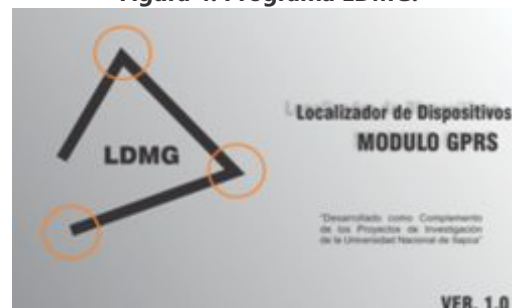 Figura 4. Programa LDMG.
LDMG
Localizador de Dispositivos
MODULO GPRS
"Desarrollado como Complemento
de los Proyectos de Investigación
de la Universidad Nacional de
VER. 1.0